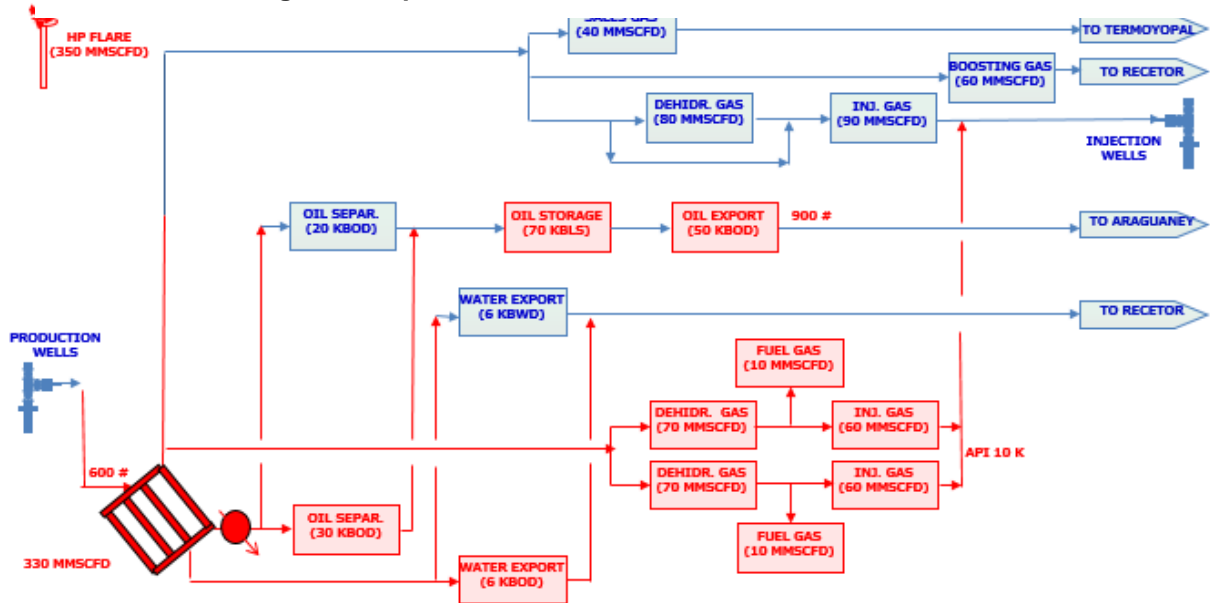 HP FLARE
(350 MMSCFD)
SALES GAS
(40 MMSCFD)
TO TERMOYOPAL
BOOSTING GAS
(60 MMSCFD)
TO RECETOR
DEHIDR. GAS
(80 MMSCFD)
INJ. GAS
(90 MMSCFD)
INJECTION
WELLS
OIL SEPAR.
(20 KBOD)
OIL STORAGE
(70 KBLS)
OIL EXPORT
(50 KBOD)
900 #
TO ARAGUANEY
WATER EXPORT
(6 KBWD)
TO RECETOR
PRODUCTION
WELLS
FUEL GAS
(10 MMSCFD)
DEHIDR. GAS
(70 MMSCFD)
INJ. GAS
(60 MMSCFD)
API 10 K
600 #
DEHIDR. GAS
(70 MMSCFD)
INJ. GAS
(60 MMSCFD)
OIL SEPAR.
(30 KBOD)
FUEL GAS
(10 MMSCFD)
330 MMSCFD
WATER EXPORT
(6 KBOD)